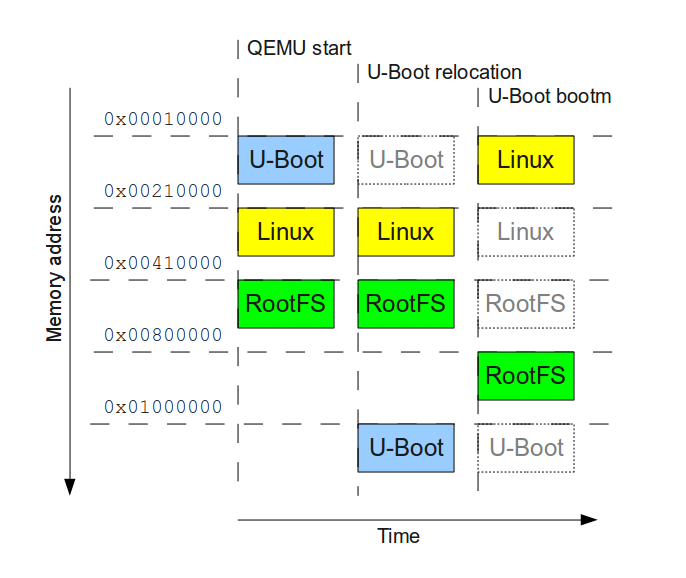 QEMU start
U-Boot relocation
U-Boot bootm
0x00010000
U-Boot U-Boot Linux
0x00210000
Linux Linux Linux
0x00410000
RootFS RootFS RootFS
0x00800000
RootFS
0x01000000
U-Boot U-Boot
Memory address
Time